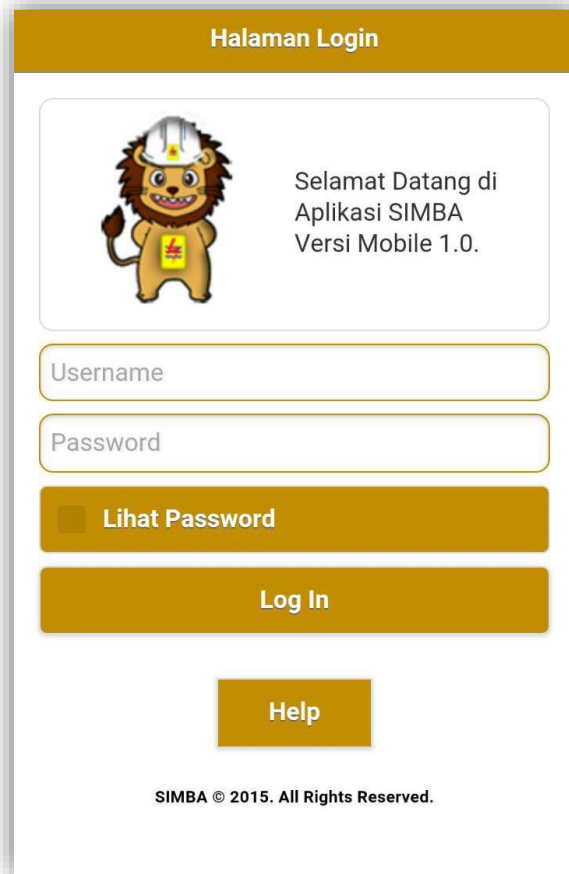 Halaman Login
Selamat Datang di
Aplikasi SIMBA
Versi Mobile 1.0.
Username
Password
Lihat Password
Log In
Help
SIMBA © 2015. All Rights Reserved.